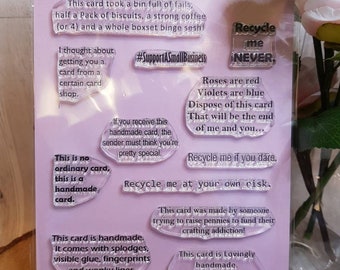 This card took a bin full of fails,
half a pack of biscuits, a strong coffee
(or 4) and a whole boxset binge sesh!
Recycle
me
NEVER.
I thought about
getting you a
card from a
certain card
shop.
#SupportASmallBusiness
Roses are red
Violets are blue
Dispose of this card
That will be the end
of me and you...
If you receive this
handmade card, the
sender must think you're
pretty special.
This is no
ordinary card,
this is a
handmade
card.
Recycle me if you dare.
Recycle me at your own risk.
This card was made by someone
trying to raise pennies to fund their
crafting addiction!
This card is handmade.
It comes with splodges,
visible glue, fingerprints
and wonky lines
This card is Lovingly
handmade.